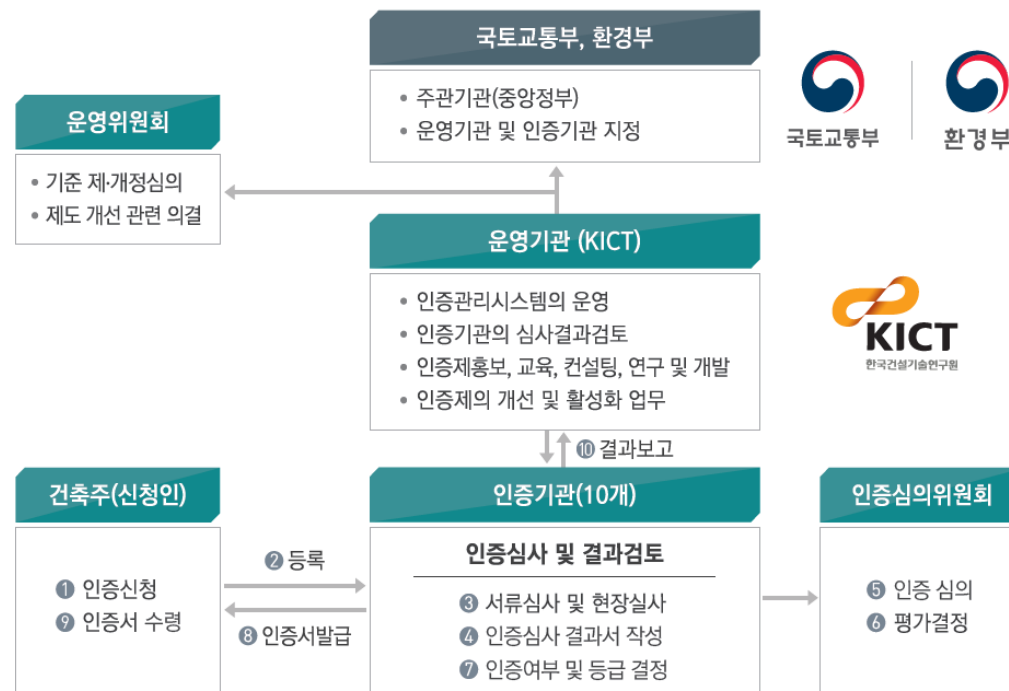 국토교통부, 환경부
• 주관기관(중앙정부)
• 운영기관 및 인증기관 지정
국토교통부
환경부
운영위원회
• 기준 제·개정심의
• 제도 개선 관련 의결
운영기관 (KICT)
• 인증관리시스템의 운영
• 인증기관의 심사결과검토
• 인증제홍보, 교육, 컨설팅, 연구 및 개발
• 인증제의 개선 및 활성화 업무
KICT
한국건설기술연구원
❿ 결과보고
건축주(신청인)
❶ 인증신청
❾ 인증서 수령
❷ 등록
❽ 인증서발급
인증기관(10개)
인증심사 및 결과검토
❸ 서류심사 및 현장실사
❹ 인증심사 결과서 작성
❼ 인증여부 및 등급 결정
인증심의위원회
❺ 인증 심의
❻ 평가결정